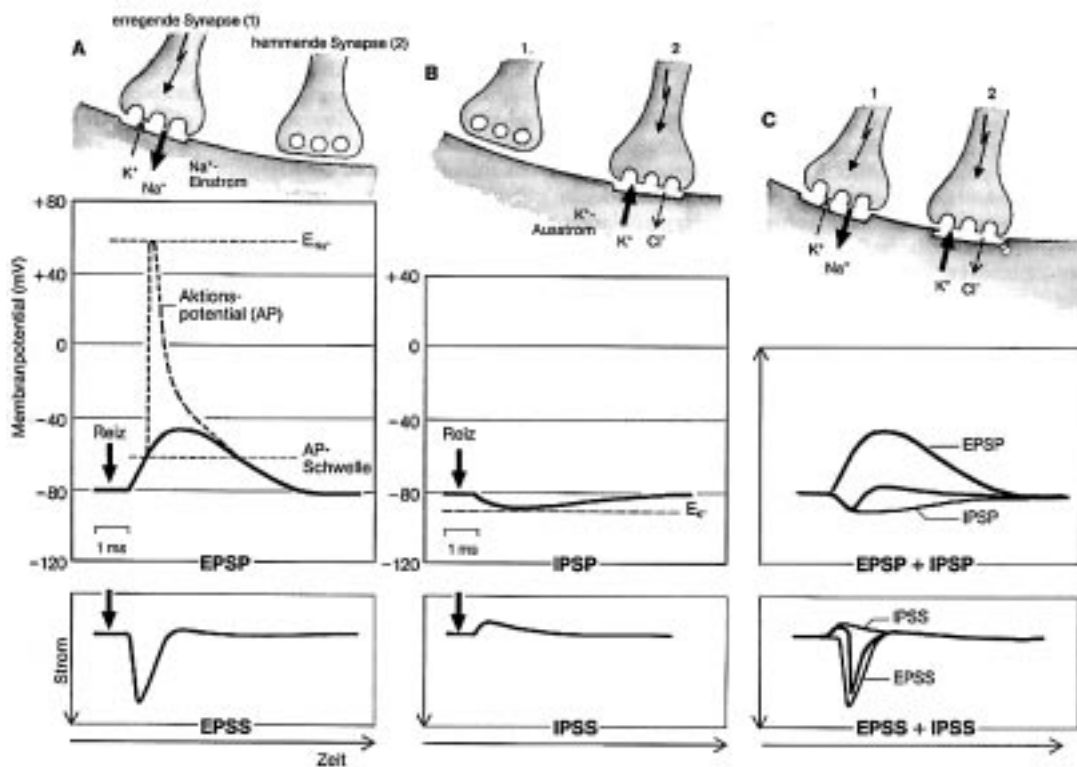 erregende Synapse (1)
A
hemmende Synapse (2)
K⁺
Na⁺
Na⁺-
Einstrom
Membranpotential (mV)
+80
+40
0
−40
−80
−120
E Na⁺
Aktions-
potential (AP)
Reiz
AP-
Schwelle
1 ms
EPSP
Strom
EPSS
Zeit
B
1.
2
K⁺-
Ausstrom
K⁺
Cl⁻
+40
0
−40
−80
−120
Reiz
E K⁺
1 ms
IPSP
IPSS
C
1
2
K⁺
Na⁺
K⁺
Cl⁻
EPSP
IPSP
EPSP + IPSP
IPSS
EPSS
EPSS + IPSS